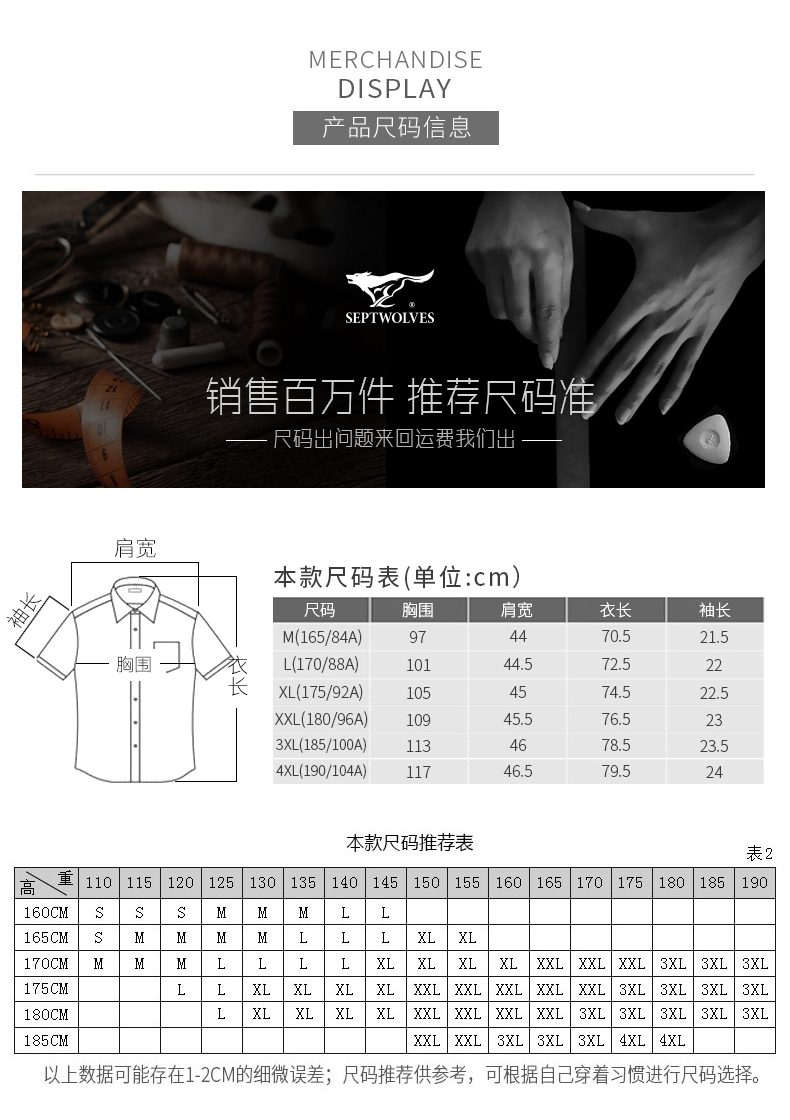 MERCHANDISE
DISPLAY
产品尺码信息
®
SEPTWOLVES
销售百万件 推荐尺码准
尺码出问题来回运费我们出
肩宽
袖长
胸围
衣长
本款尺码表(单位:cm）
尺码 胸围 肩宽 衣长 袖长
M(165/84A) 97 44 70.5 21.5
L(170/88A) 101 44.5 72.5 22
XL(175/92A) 105 45 74.5 22.5
XXL(180/96A) 109 45.5 76.5 23
3XL(185/100A) 113 46 78.5 23.5
4XL(190/104A) 117 46.5 79.5 24
本款尺码推荐表
表2
高 重 110 115 120 125 130 135 140 145 150 155 160 165 170 175 180 185 190
160CM S S S M M M L L
165CM S M M M M L L L XL XL
170CM M M M L L L L XL XL XL XL XXL XXL XXL 3XL 3XL 3XL
175CM L L XL XL XL XL XXL XXL XXL XXL XXL 3XL 3XL 3XL 3XL
180CM L XL XL XL XL XXL XXL XXL XXL 3XL 3XL 3XL 3XL 3XL
185CM XXL XXL 3XL 3XL 3XL 4XL 4XL
以上数据可能存在1-2CM的细微误差；尺码推荐供参考，可根据自己穿着习惯进行尺码选择。